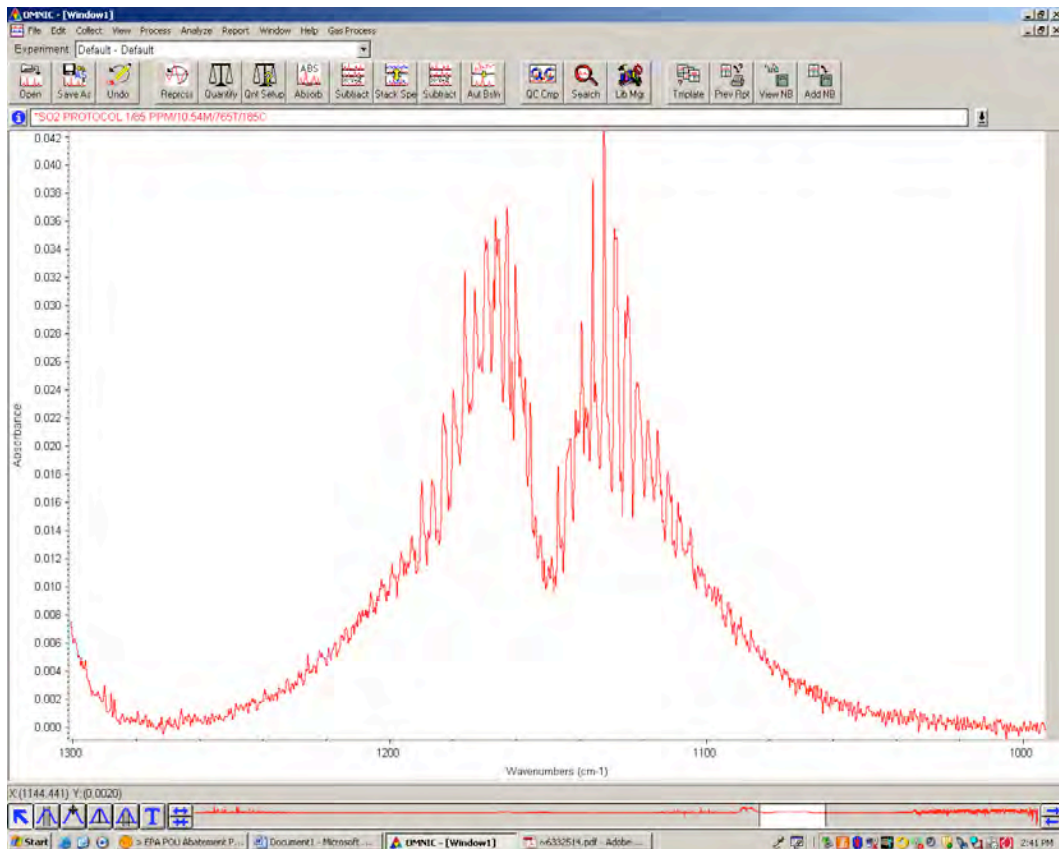 OMNIC - [Window1]
File Edit Collect View Process Analyze Report Window Help Gas Process
Experiment: Default - Default
Open Save As Undo Reprcss Quantify Qnt Setup Absorb Subtract Stack Spe Subtract Aut Bsln QC Cmp Search Lib Mgr Tmplate Prev Rpt View NB Add NB
*SO2 PROTOCOL 1/85 PPM/10.54M/765T/185C
0.042
0.040
0.038
0.036
0.034
0.032
0.030
0.028
0.026
0.024
0.022
0.020
0.018
0.016
0.014
0.012
0.010
0.008
0.006
0.004
0.002
0.000
Absorbance
1300 1200 1100 1000
Wavenumbers (cm-1)
X:(1144.441) Y:(0.0020)
Start > EPA POU Abatement P... Document1 - Microsoft... OMNIC - [Window1] n6332514.pdf - Adobe... 2:41 PM